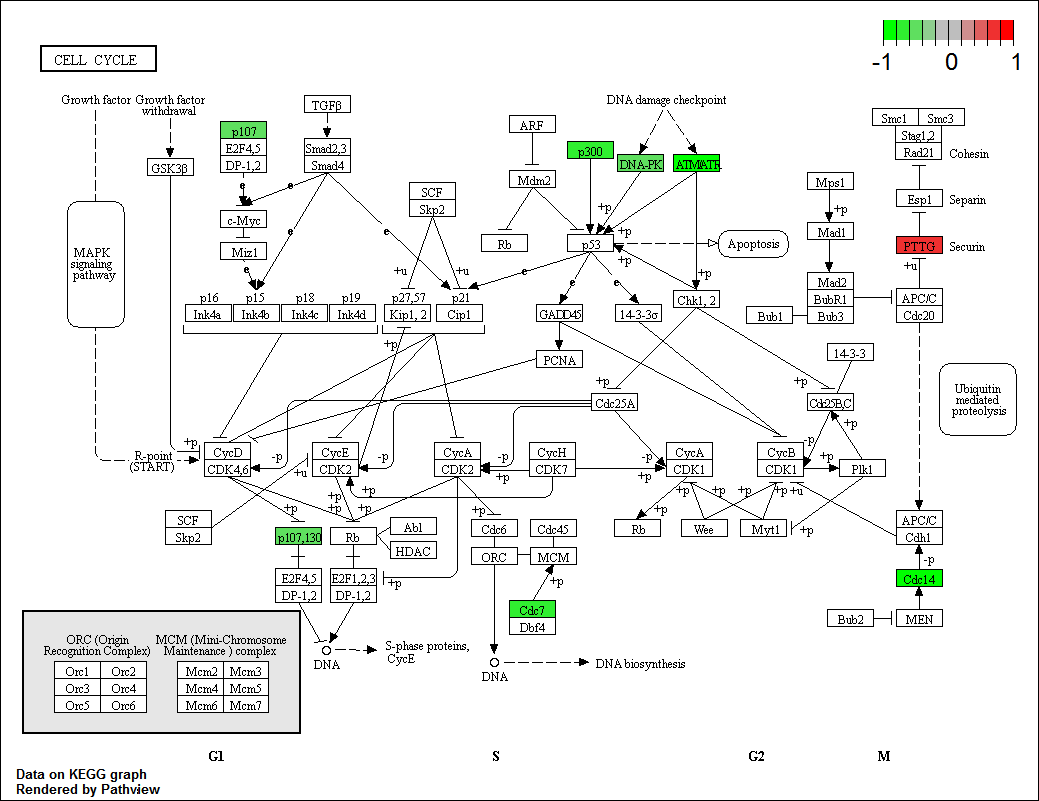 CELL CYCLE
-1 0 1
Growth factor
Growth factor
withdrawal
TGFβ
DNA damage checkpoint
ARF
Smc1 Smc3
Stag1,2
Rad21
Cohesin
p107
E2F4,5
DP-1,2
Smad2,3
Smad4
p300
DNA-PK
ATM/ATR
GSK3β
Mdm2
Mps1
Esp1
Separin
e
e
+p
SCF
Skp2
+p
c-Myc
MAPK
signaling
pathway
Miz1
e
e
Rb
p53
+p
+p
Apoptosis
Mad1
PTTG
Securin
+u
+u
+u
e
e
e
+p
Mad2
BubR1
Bub3
Bub1
APC/C
Cdc20
p16
Ink4a
p15
Ink4b
p18
Ink4c
p19
Ink4d
p27,57
Kip1, 2
p21
Cip1
GADD45
14-3-3σ
Chk1, 2
+p
PCNA
14-3-3
+p
+p
Cdc25A
Cdc25B,C
Ubiquitin
mediated
proteolysis
R-point
(START)
+p
CycD
CDK4,6
-p
+u
CycE
CDK2
-p
CycA
CDK2
-p
+p
CycH
CDK7
-p
CycA
CDK1
CycB
CDK1
-p
+p
+p
Plk1
+p
+p
+p
+p
+p
+p
+p
+p
+p
+p
+u
SCF
Skp2
p107,130
Rb
Abl
HDAC
Cdc6
Cdc45
ORC
MCM
Rb
Wee
Myt1
+p
APC/C
Cdh1
-p
E2F4,5
DP-1,2
E2F1,2,3
DP-1,2
+p
+p
Cdc7
Dbf4
Cdc14
Bub2
MEN
ORC (Origin
Recognition Complex)
MCM (Mini-Chromosome
Maintenance ) complex
Orc1 Orc2
Orc3 Orc4
Orc5 Orc6
Mcm2 Mcm3
Mcm4 Mcm5
Mcm6 Mcm7
DNA
S-phase proteins,
CycE
DNA
DNA biosynthesis
G1
S
G2
M
Data on KEGG graph
Rendered by Pathview